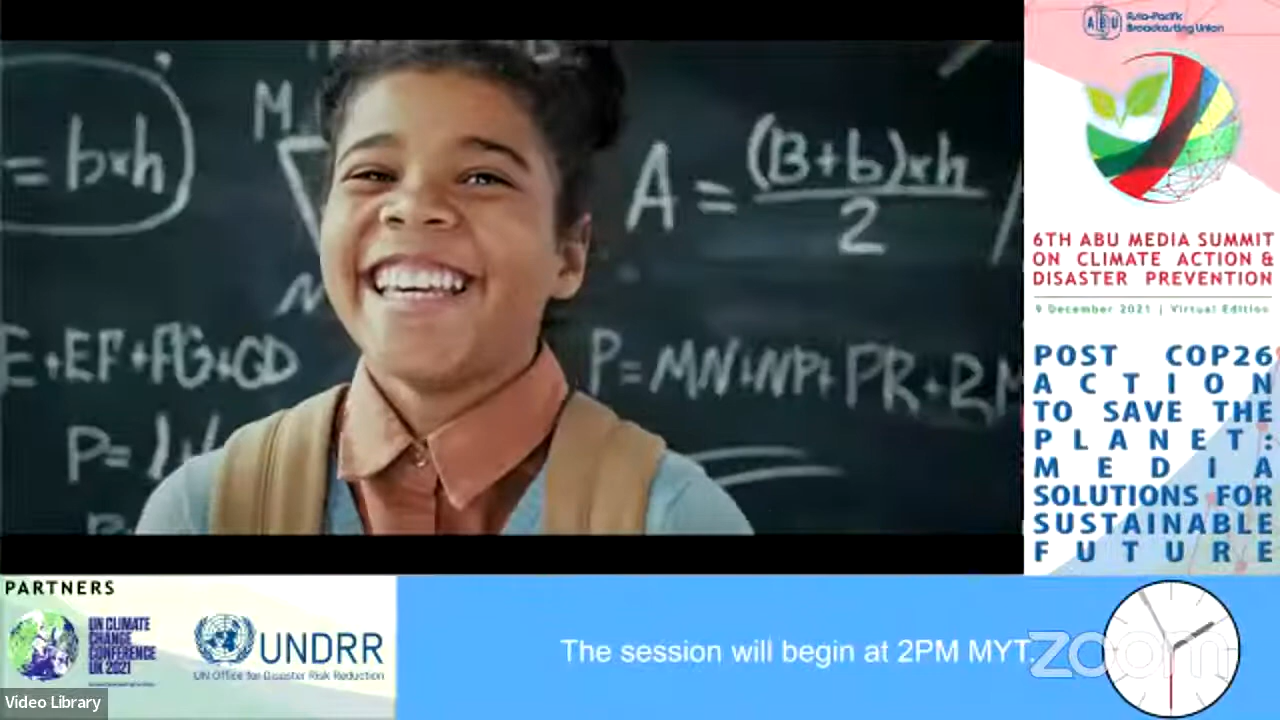 = bxh
M
A = (B+b)xh
2
N
E+EF+FG+GD
P=MN+NP+PR+RM
P=
ABU Asia-Pacific
Broadcasting Union
6TH ABU MEDIA SUMMIT
ON CLIMATE ACTION &
DISASTER PREVENTION
9 December 2021 | Virtual Edition
POST COP26
ACTION
TO SAVE THE
PLANET:
MEDIA
SOLUTIONS FOR
SUSTAINABLE
FUTURE
PARTNERS
UN CLIMATE
CHANGE
CONFERENCE
UK 2021
UNDRR
UN Office for Disaster Risk Reduction
The session will begin at 2PM MYT.
zoom
Video Library